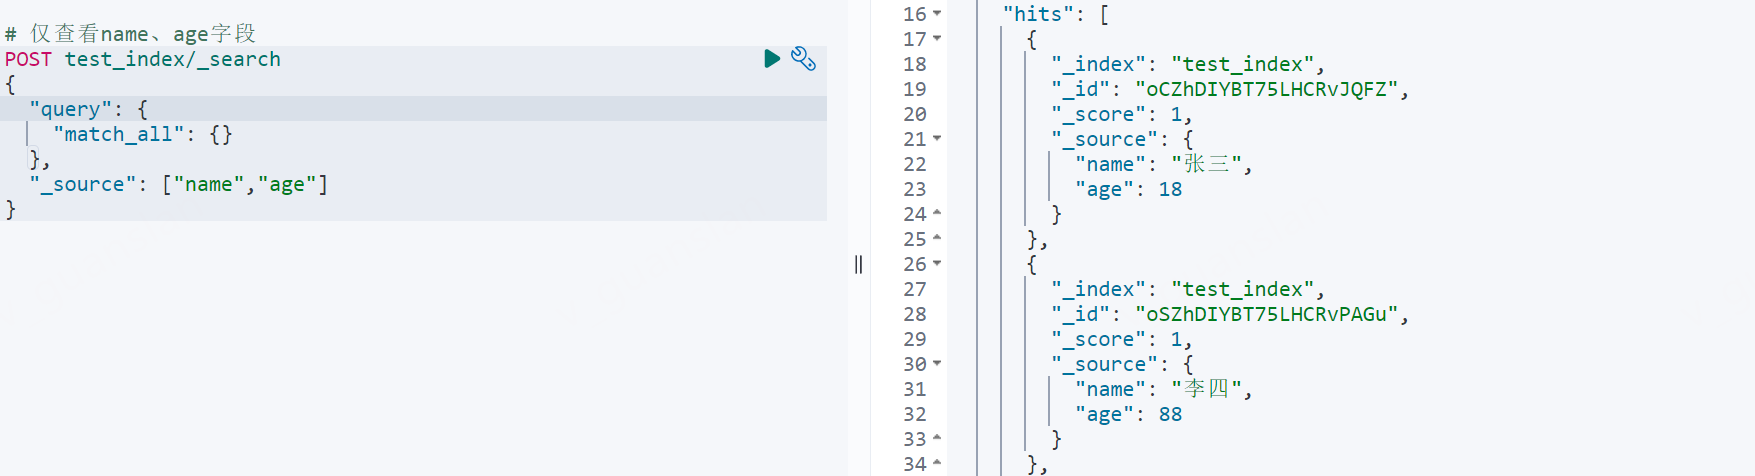 # 仅查看name、age字段
POST test_index/_search
{
  "query": {
    "match_all": {}
  },
  "_source": ["name","age"]
}
16 "hits": [
17 {
18 "_index": "test_index",
19 "_id": "oCZhDIYBT75LHCRvJQFZ",
20 "_score": 1,
21 "_source": {
22 "name": "张三",
23 "age": 18
24 }
25 },
26 {
27 "_index": "test_index",
28 "_id": "oSZhDIYBT75LHCRvPAGu",
29 "_score": 1,
30 "_source": {
31 "name": "李四",
32 "age": 88
33 }
34 },